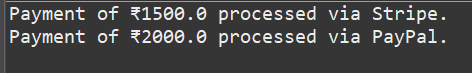 Payment of ₹1500.0 processed via Stripe.
Payment of ₹2000.0 processed via PayPal.